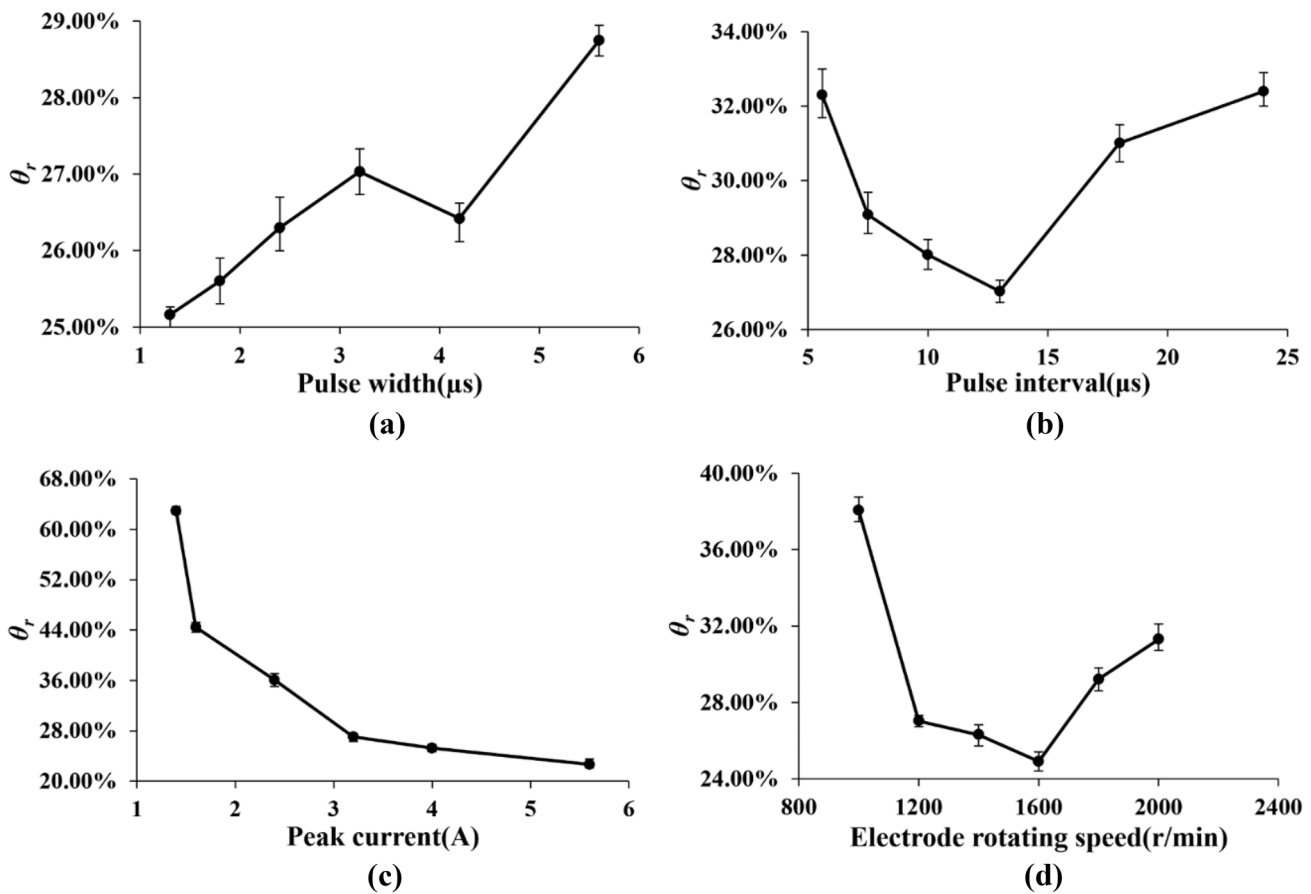 29.00%
28.00%
27.00%
26.00%
25.00%
θr
1 2 3 4 5 6
Pulse width(μs)
(a)
34.00%
32.00%
30.00%
28.00%
26.00%
θr
5 10 15 20 25
Pulse interval(μs)
(b)
68.00%
60.00%
52.00%
44.00%
36.00%
28.00%
20.00%
θr
1 2 3 4 5 6
Peak current(A)
(c)
40.00%
36.00%
32.00%
28.00%
24.00%
θr
800 1200 1600 2000 2400
Electrode rotating speed(r/min)
(d)